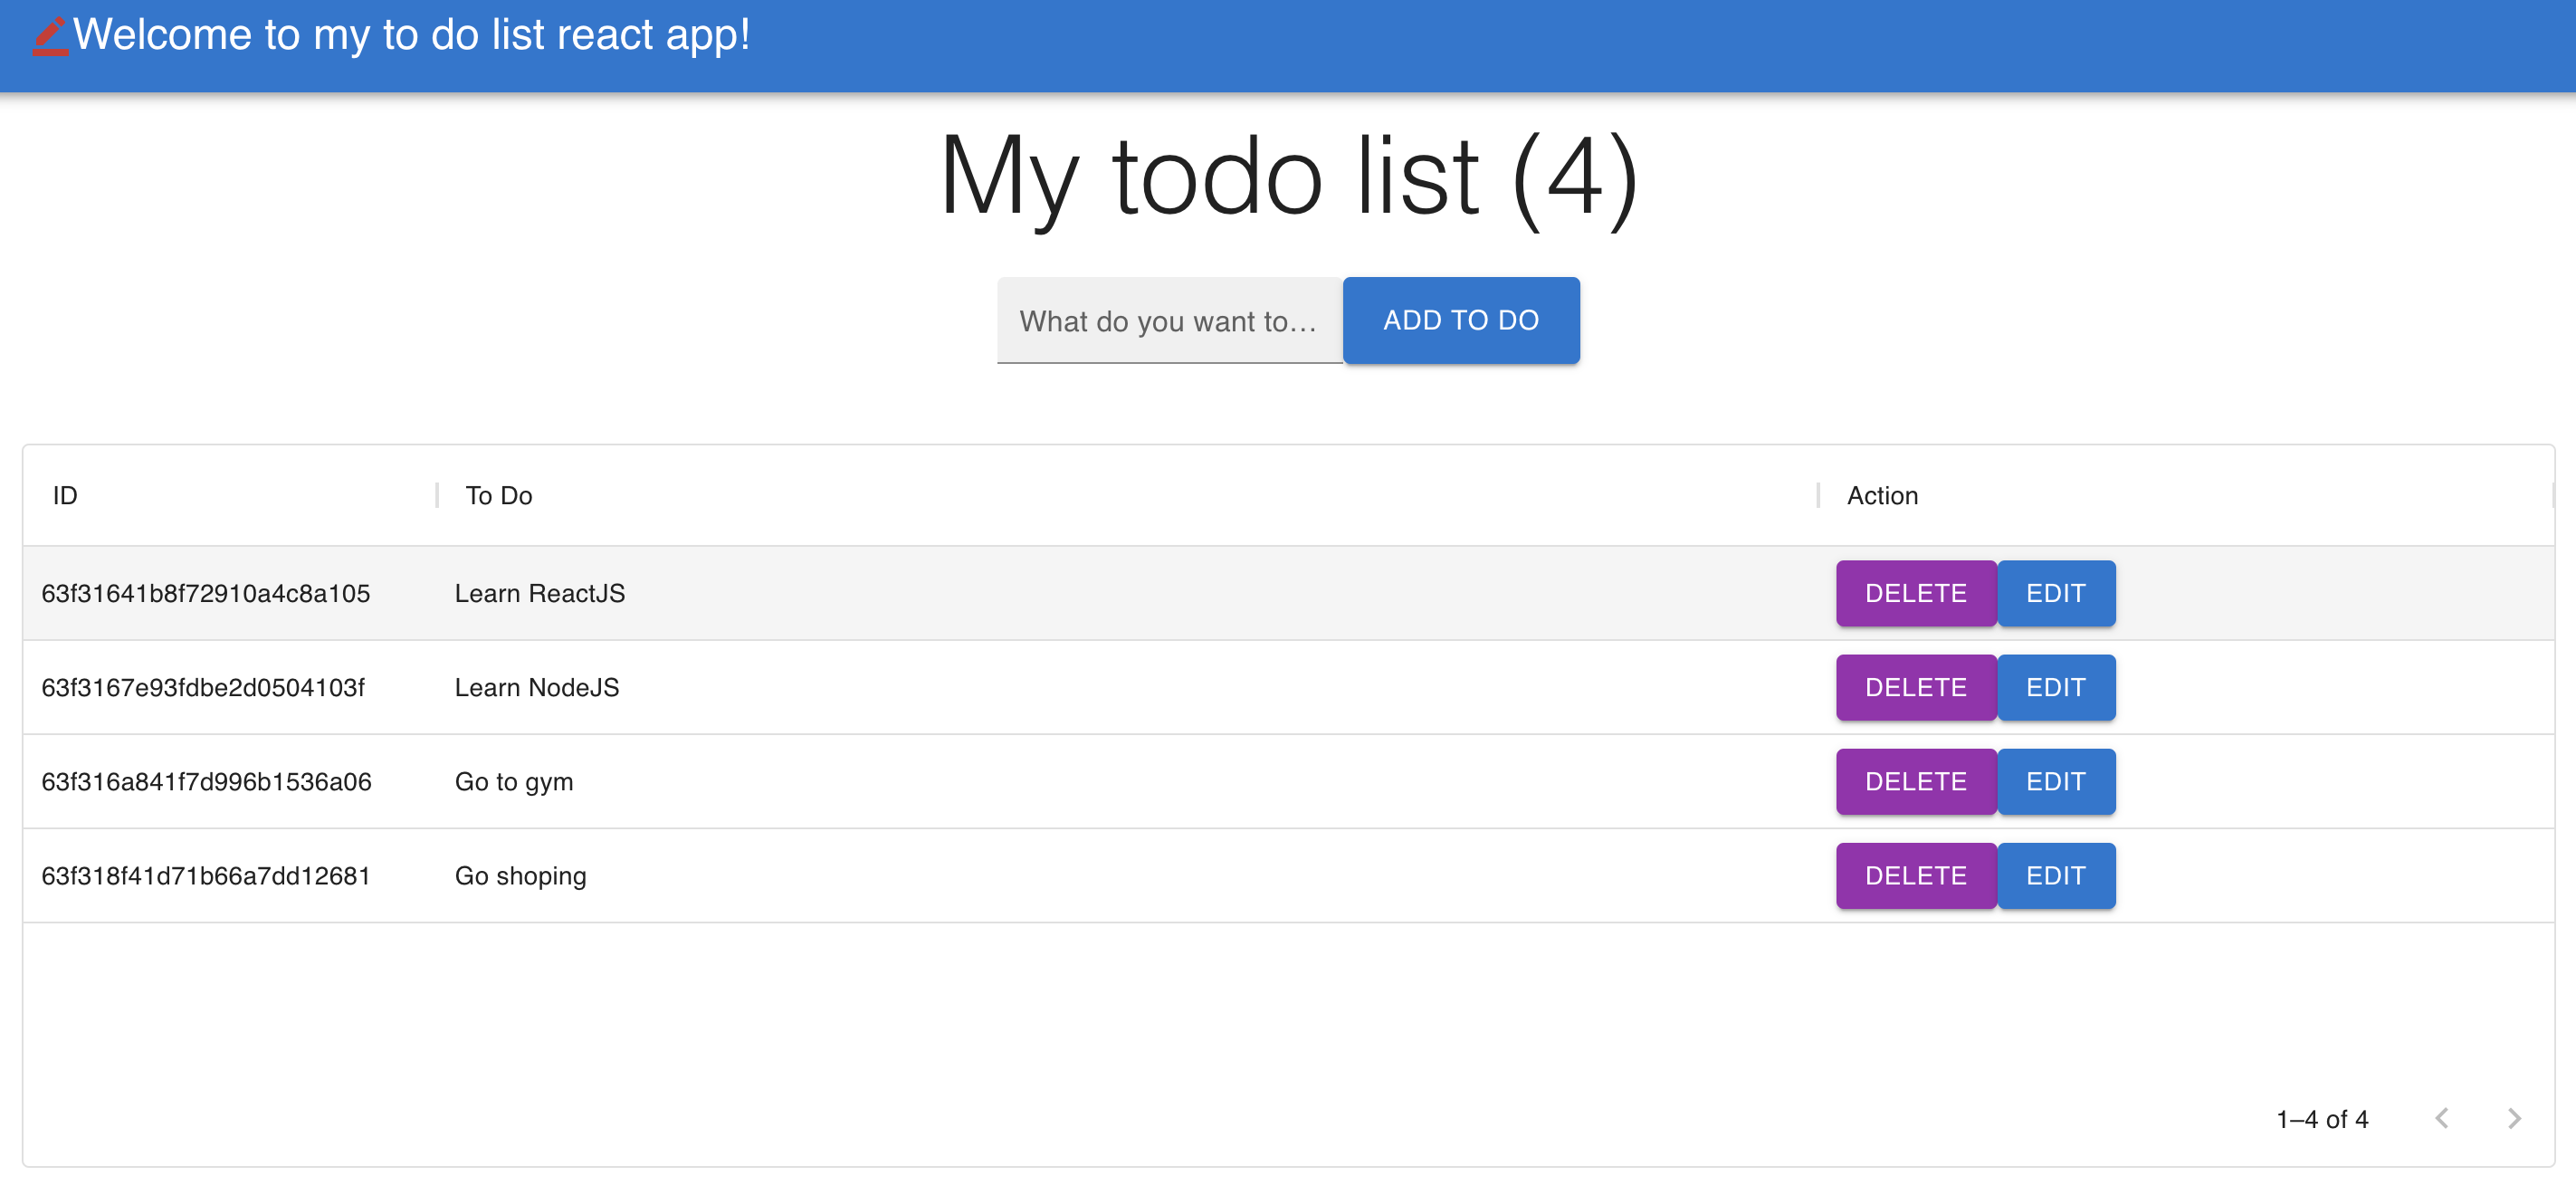 Welcome to my to do list react app!
My todo list (4)
What do you want to... ADD TO DO
ID To Do Action
63f31641b8f72910a4c8a105 Learn ReactJS DELETE EDIT
63f3167e93fdbe2d0504103f Learn NodeJS DELETE EDIT
63f316a841f7d996b1536a06 Go to gym DELETE EDIT
63f318f41d71b66a7dd12681 Go shoping DELETE EDIT
1–4 of 4